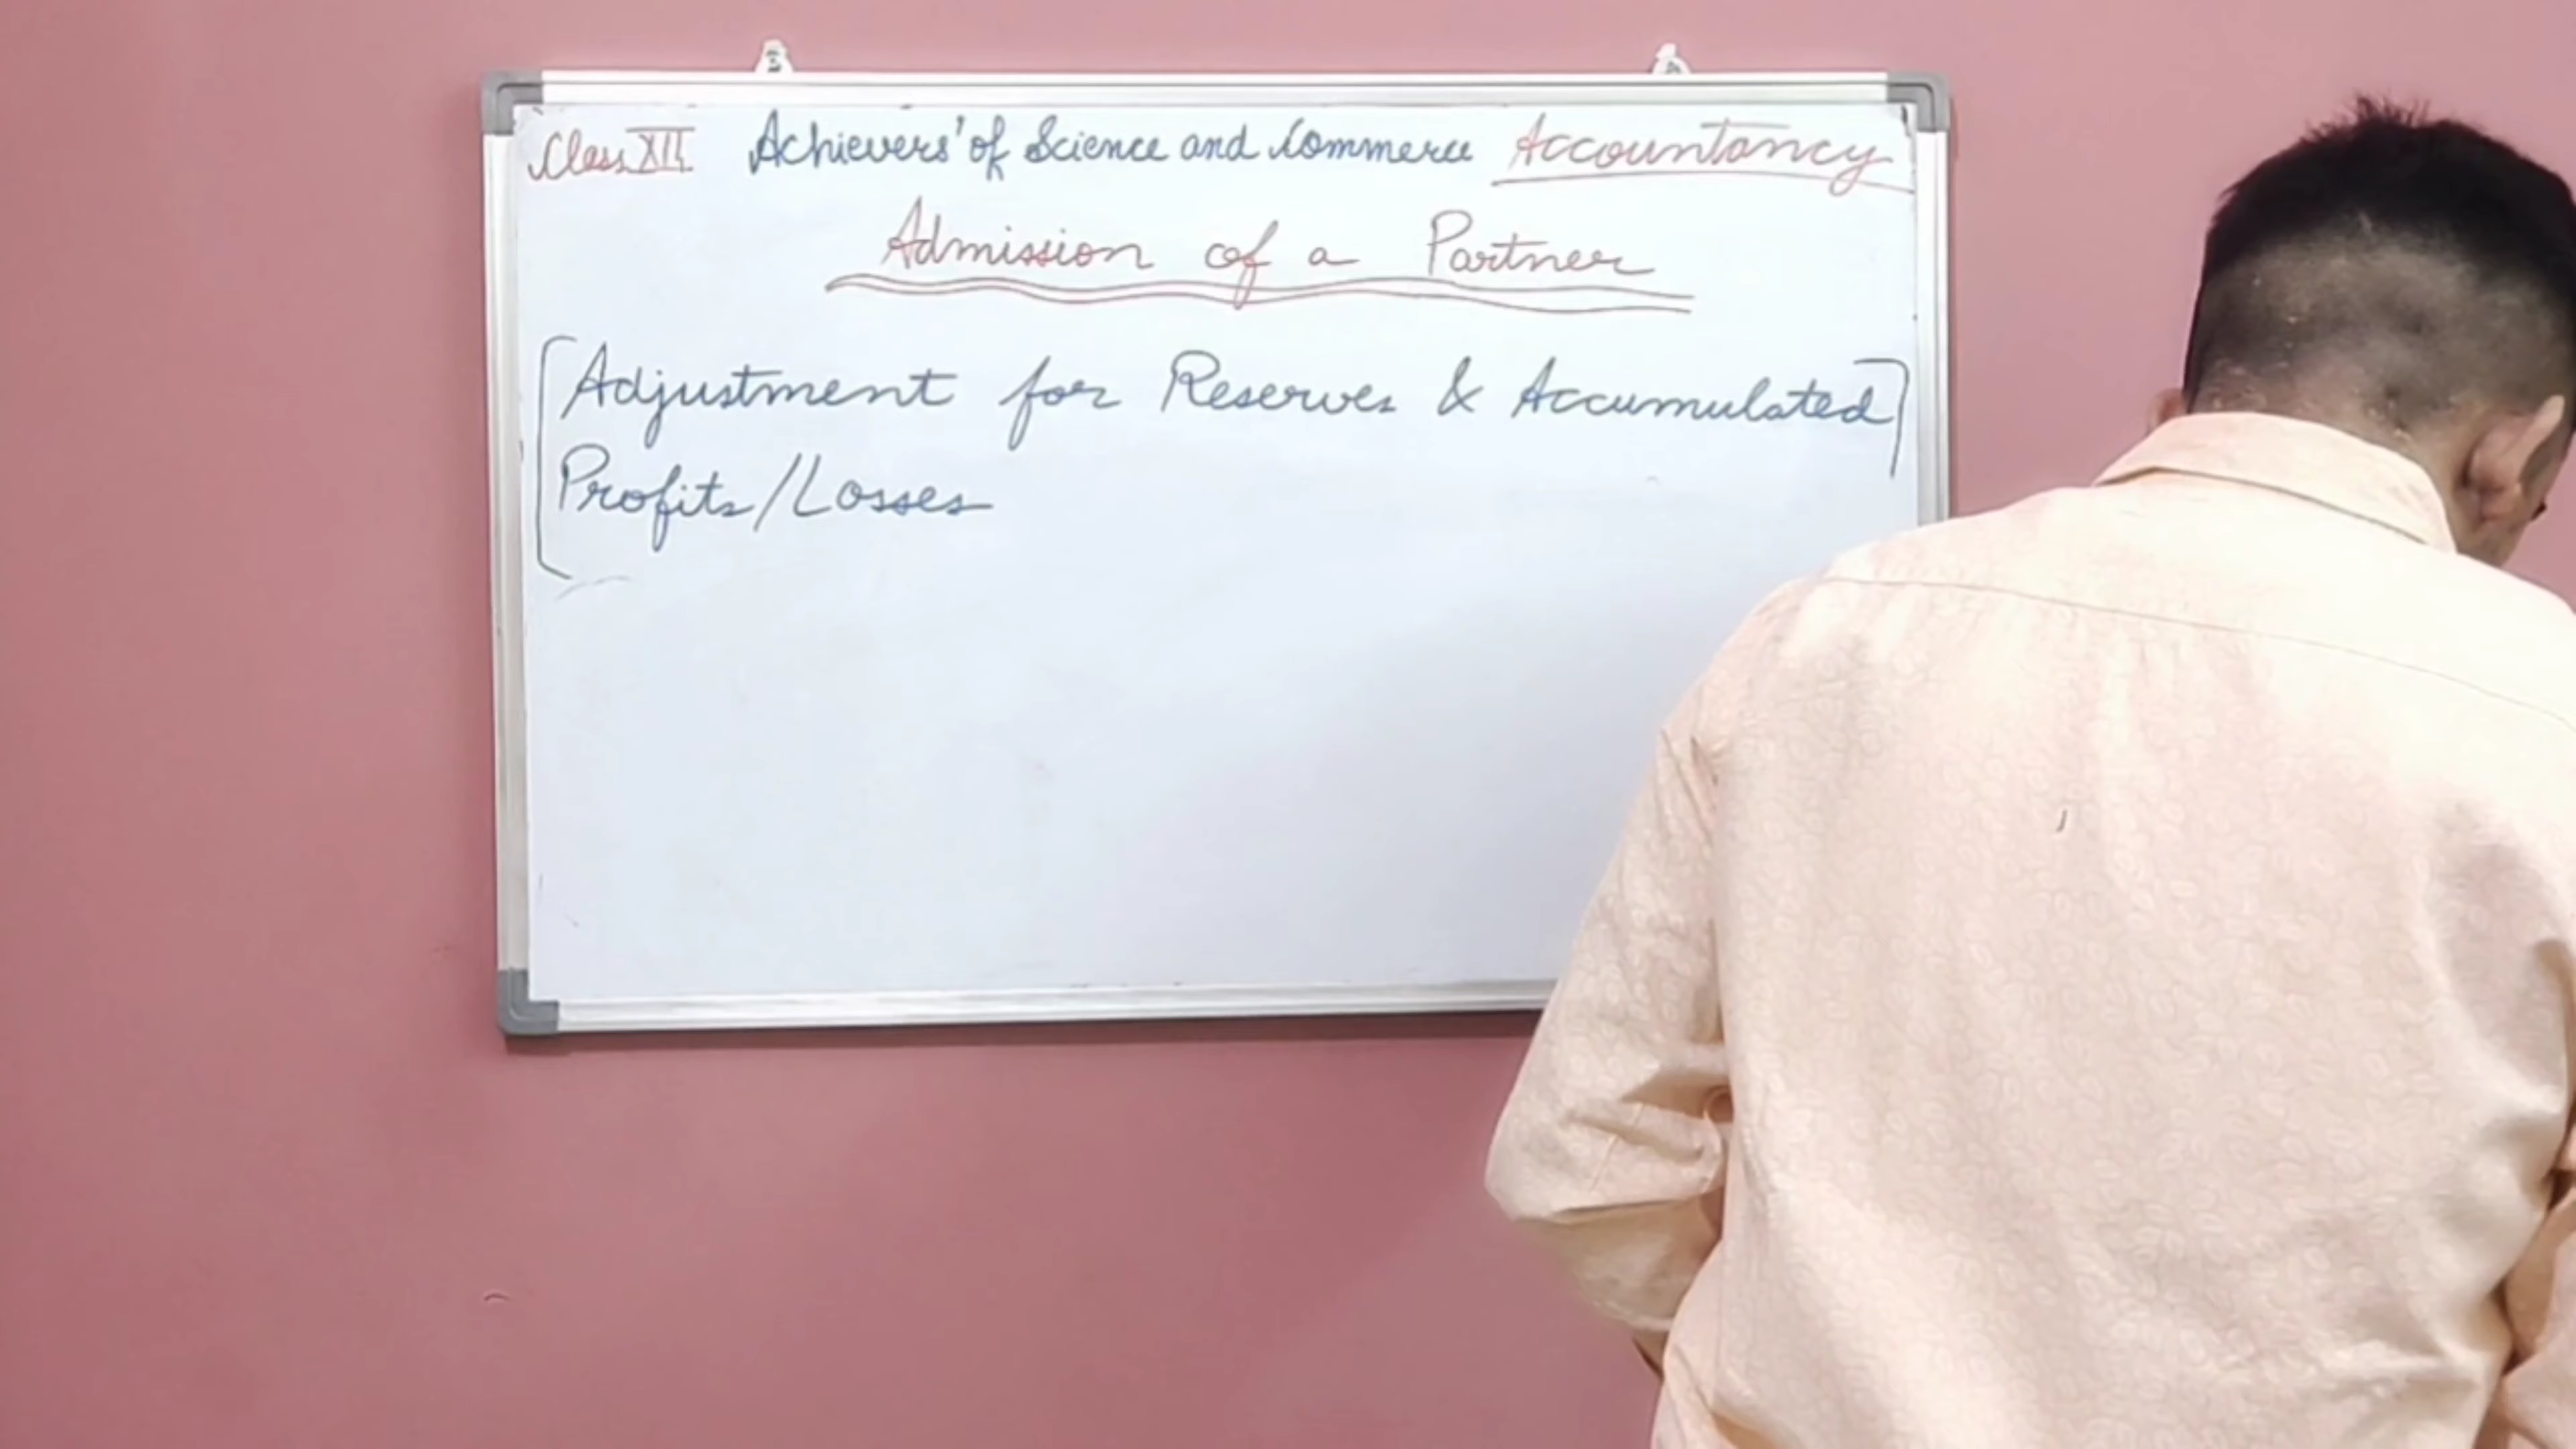 Class XII Achievers' of Science and Commerce Accountancy
Admission of a Partner
[Adjustment for Reserves & Accumulated]
Profits/Losses